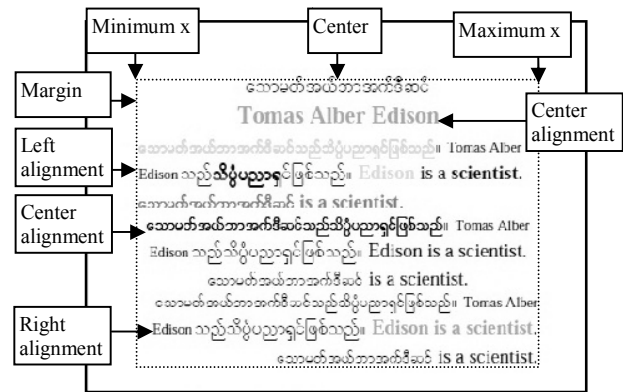 Minimum x
Center
Maximum x
Margin
Left alignment
Center alignment
Right alignment
Center alignment
သောမတ်အယ်ဘာအက်ဒီဆင်
Tomas Alber Edison
သောမတ်အယ်ဘာအက်ဒီဆင်သည်သိပ္ပံပညာရှင်ဖြစ်သည်။ Tomas Alber
Edison သည်သိပ္ပံပညာရှင်ဖြစ်သည်။ Edison is a scientist.
သောမတ်အယ်ဘာအက်ဒီဆင် is a scientist.
သောမတ်အယ်ဘာအက်ဒီဆင်သည်သိပ္ပံပညာရှင်ဖြစ်သည်။ Tomas Alber
Edison သည်သိပ္ပံပညာရှင်ဖြစ်သည်။ Edison is a scientist.
သောမတ်အယ်ဘာအက်ဒီဆင် is a scientist.
သောမတ်အယ်ဘာအက်ဒီဆင်သည်သိပ္ပံပညာရှင်ဖြစ်သည်။ Tomas Alber
Edison သည်သိပ္ပံပညာရှင်ဖြစ်သည်။ Edison is a scientist.
သောမတ်အယ်ဘာအက်ဒီဆင် is a scientist.